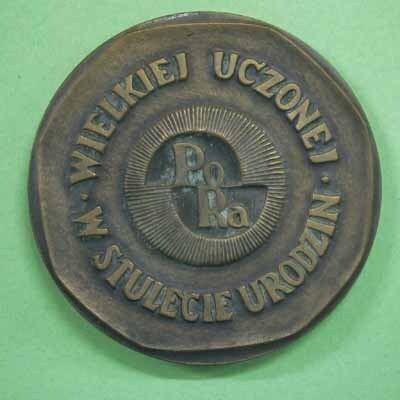 WIELKIEJ UCZONEJ · W STULECIE URODZIN ·
Po
Ra